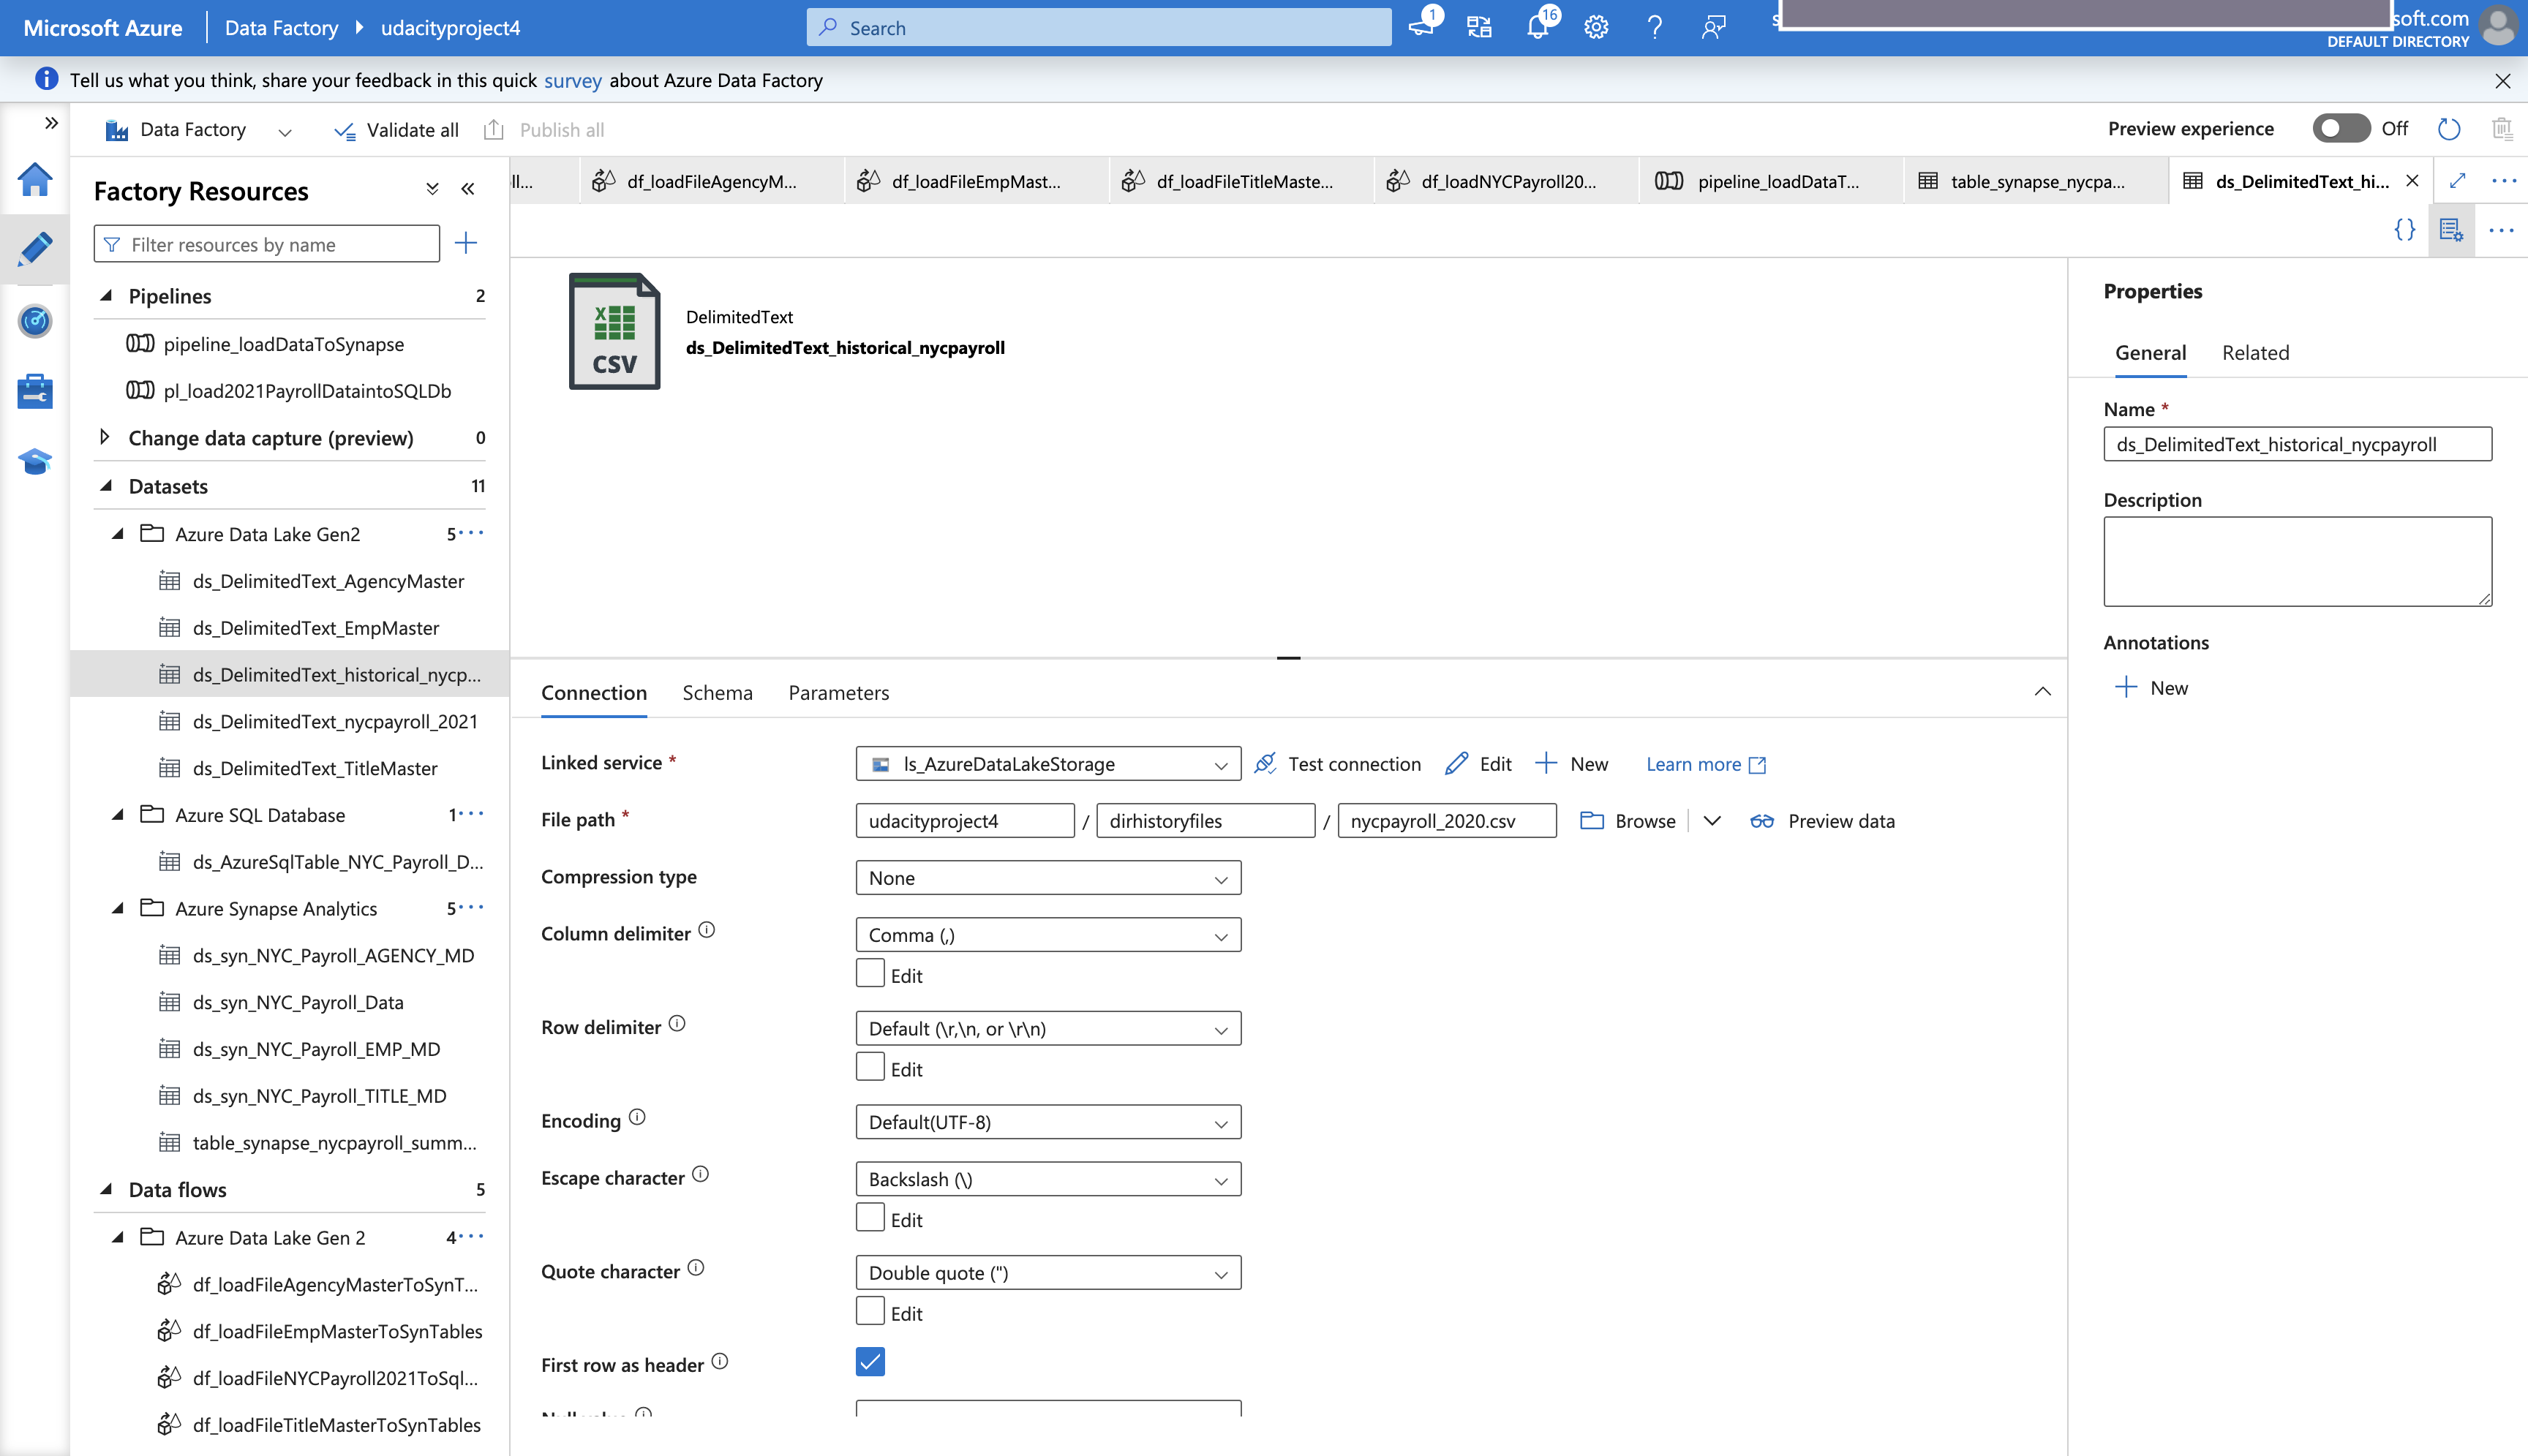 Microsoft Azure
Data Factory
udacityproject4
Search
1
16
soft.com
DEFAULT DIRECTORY
Tell us what you think, share your feedback in this quick survey about Azure Data Factory
Data Factory
Validate all
Publish all
Preview experience
Off
Factory Resources
Filter resources by name
Pipelines 2
pipeline_loadDataToSynapse
pl_load2021PayrollDataintoSQLDb
Change data capture (preview) 0
Datasets 11
Azure Data Lake Gen2 5
ds_DelimitedText_AgencyMaster
ds_DelimitedText_EmpMaster
ds_DelimitedText_historical_nycp...
ds_DelimitedText_nycpayroll_2021
ds_DelimitedText_TitleMaster
Azure SQL Database 1
ds_AzureSqlTable_NYC_Payroll_D...
Azure Synapse Analytics 5
ds_syn_NYC_Payroll_AGENCY_MD
ds_syn_NYC_Payroll_Data
ds_syn_NYC_Payroll_EMP_MD
ds_syn_NYC_Payroll_TITLE_MD
table_synapse_nycpayroll_summ...
Data flows 5
Azure Data Lake Gen 2 4
df_loadFileAgencyMasterToSynT...
df_loadFileEmpMasterToSynTables
df_loadFileNYCPayroll2021ToSql...
df_loadFileTitleMasterToSynTables
ll...
df_loadFileAgencyM...
df_loadFileEmpMast...
df_loadFileTitleMaste...
df_loadNYCPayroll20...
pipeline_loadDataT...
table_synapse_nycpa...
ds_DelimitedText_hi...
{}
X
CSV
DelimitedText
ds_DelimitedText_historical_nycpayroll
Connection
Schema
Parameters
Linked service *
ls_AzureDataLakeStorage
Test connection
Edit
New
Learn more
File path *
udacityproject4 / dirhistoryfiles / nycpayroll_2020.csv
Browse
Preview data
Compression type
None
Column delimiter
Comma (,)
Edit
Row delimiter
Default (\r,\n, or \r\n)
Edit
Encoding
Default(UTF-8)
Escape character
Backslash (\)
Edit
Quote character
Double quote (")
Edit
First row as header
Properties
General
Related
Name *
ds_DelimitedText_historical_nycpayroll
Description
Annotations
New